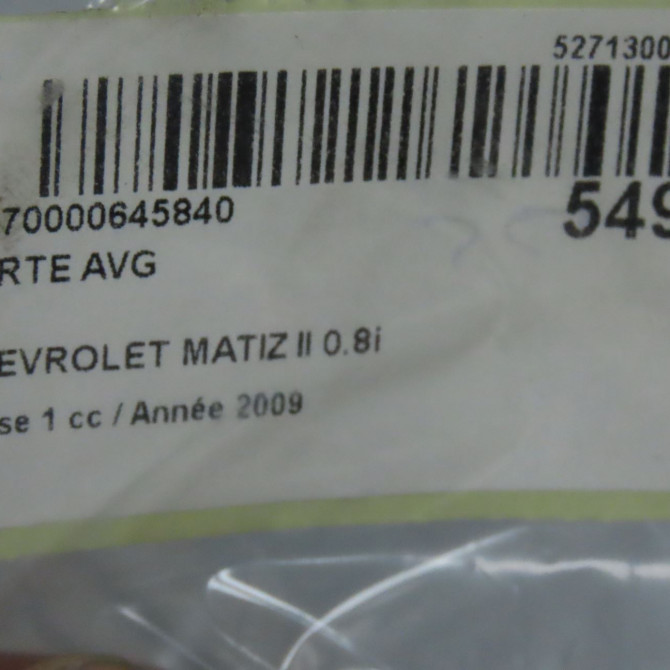 5271300
70000645840
549
RTE AVG
EVROLET MATIZ II 0.8i
se 1 cc / Année 2009